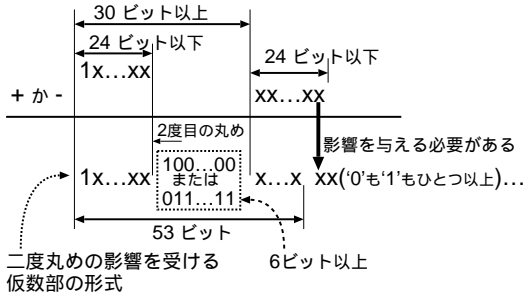 30 ビット以上
24 ビット以下
24 ビット以下
1x…xx
+ か -
xx…xx
2度目の丸め
影響を与える必要がある
1x…xx
100…00
または
011…11
x…x
xx('0'も'1'もひとつ以上)…
53 ビット
二度丸めの影響を受ける
仮数部の形式
6ビット以上